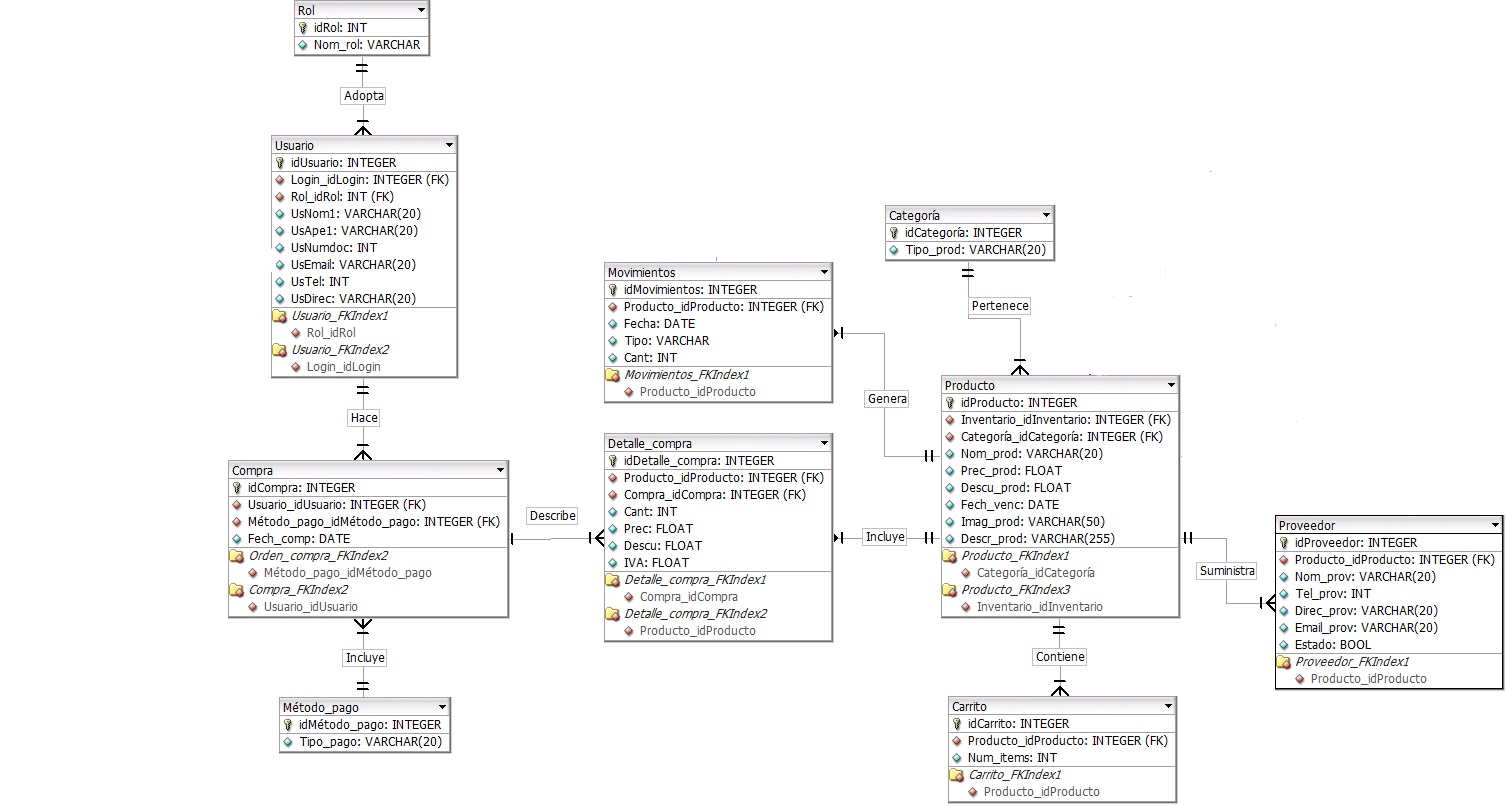 Rol
idRol: INT
Nom_rol: VARCHAR
Adopta
Usuario
idUsuario: INTEGER
Login_idLogin: INTEGER (FK)
Rol_idRol: INT (FK)
UsNom1: VARCHAR(20)
UsApe1: VARCHAR(20)
UsNumdoc: INT
UsEmail: VARCHAR(20)
UsTel: INT
UsDirec: VARCHAR(20)
Usuario_FKIndex1
Rol_idRol
Usuario_FKIndex2
Login_idLogin
Hace
Compra
idCompra: INTEGER
Usuario_idUsuario: INTEGER (FK)
Método_pago_idMétodo_pago: INTEGER (FK)
Fech_comp: DATE
Orden_compra_FKIndex2
Método_pago_idMétodo_pago
Compra_FKIndex2
Usuario_idUsuario
Incluye
Método_pago
idMétodo_pago: INTEGER
Tipo_pago: VARCHAR(20)
Describe
Movimientos
idMovimientos: INTEGER
Producto_idProducto: INTEGER (FK)
Fecha: DATE
Tipo: VARCHAR
Cant: INT
Movimientos_FKIndex1
Producto_idProducto
Genera
Detalle_compra
idDetalle_compra: INTEGER
Producto_idProducto: INTEGER (FK)
Compra_idCompra: INTEGER (FK)
Cant: INT
Prec: FLOAT
Descu: FLOAT
IVA: FLOAT
Detalle_compra_FKIndex1
Compra_idCompra
Detalle_compra_FKIndex2
Producto_idProducto
Incluye
Categoría
idCategoría: INTEGER
Tipo_prod: VARCHAR(20)
Pertenece
Producto
idProducto: INTEGER
Inventario_idInventario: INTEGER (FK)
Categoría_idCategoría: INTEGER (FK)
Nom_prod: VARCHAR(20)
Prec_prod: FLOAT
Descu_prod: FLOAT
Fech_venc: DATE
Imag_prod: VARCHAR(50)
Descr_prod: VARCHAR(255)
Producto_FKIndex1
Categoría_idCategoría
Producto_FKIndex3
Inventario_idInventario
Contiene
Carrito
idCarrito: INTEGER
Producto_idProducto: INTEGER (FK)
Num_items: INT
Carrito_FKIndex1
Producto_idProducto
Suministra
Proveedor
idProveedor: INTEGER
Producto_idProducto: INTEGER (FK)
Nom_prov: VARCHAR(20)
Tel_prov: INT
Direc_prov: VARCHAR(20)
Email_prov: VARCHAR(20)
Estado: BOOL
Proveedor_FKIndex1
Producto_idProducto